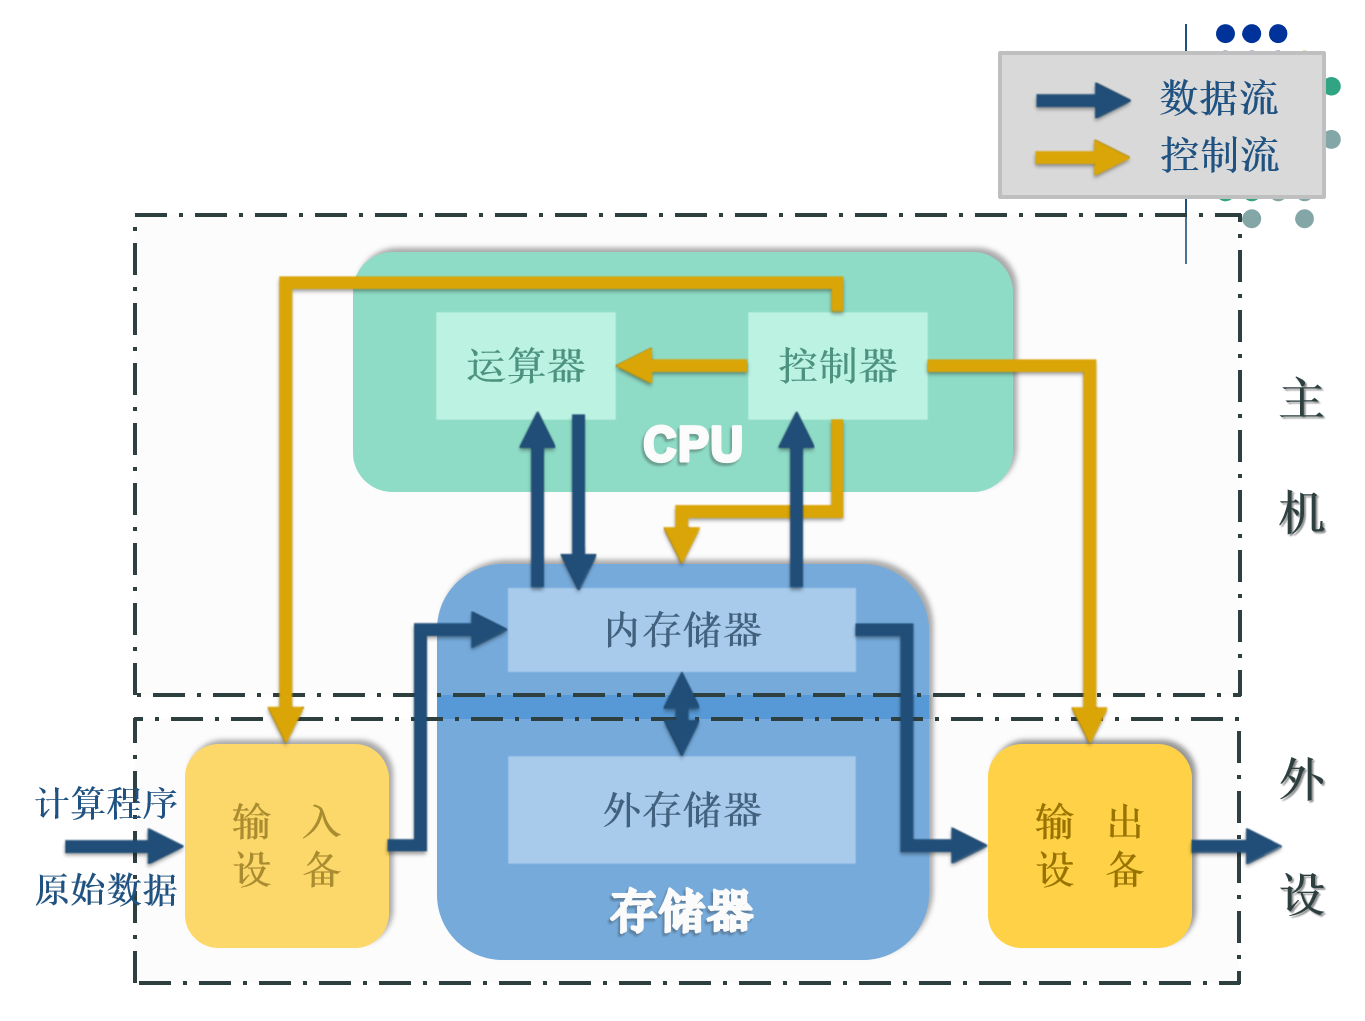 数据流
控制流
运算器
控制器
CPU
主机
内存储器
外存储器
存储器
计算程序
原始数据
输入
设备
输出
设备
外设